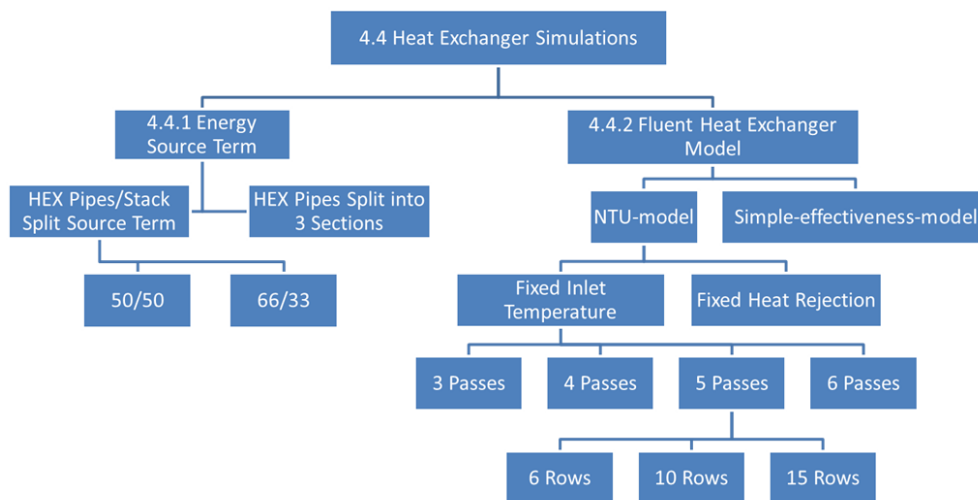 4.4 Heat Exchanger Simulations
4.4.1 Energy
Source Term
4.4.2 Fluent Heat Exchanger
Model
HEX Pipes/Stack
Split Source Term
HEX Pipes Split into
3 Sections
NTU-model
Simple-effectiveness-model
50/50
66/33
Fixed Inlet
Temperature
Fixed Heat Rejection
3 Passes
4 Passes
5 Passes
6 Passes
6 Rows
10 Rows
15 Rows